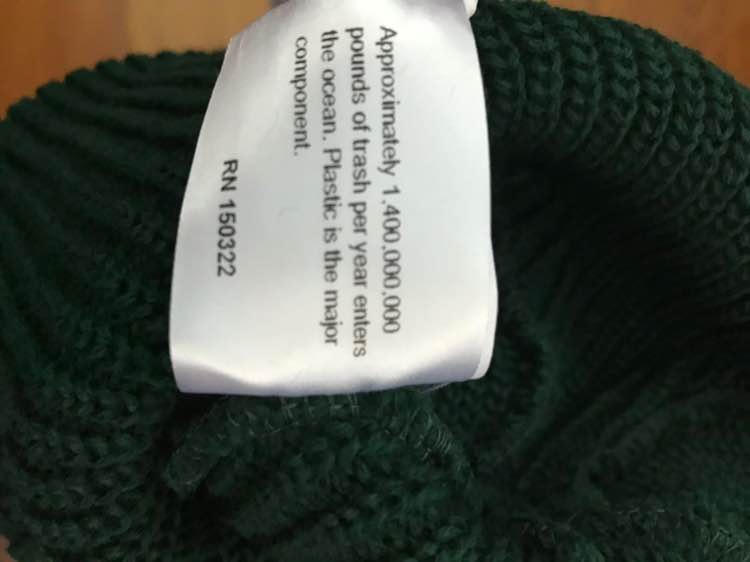 Approximately 1,400,000,000
pounds of trash per year enters
the ocean. Plastic is the major
component.
RN 150322